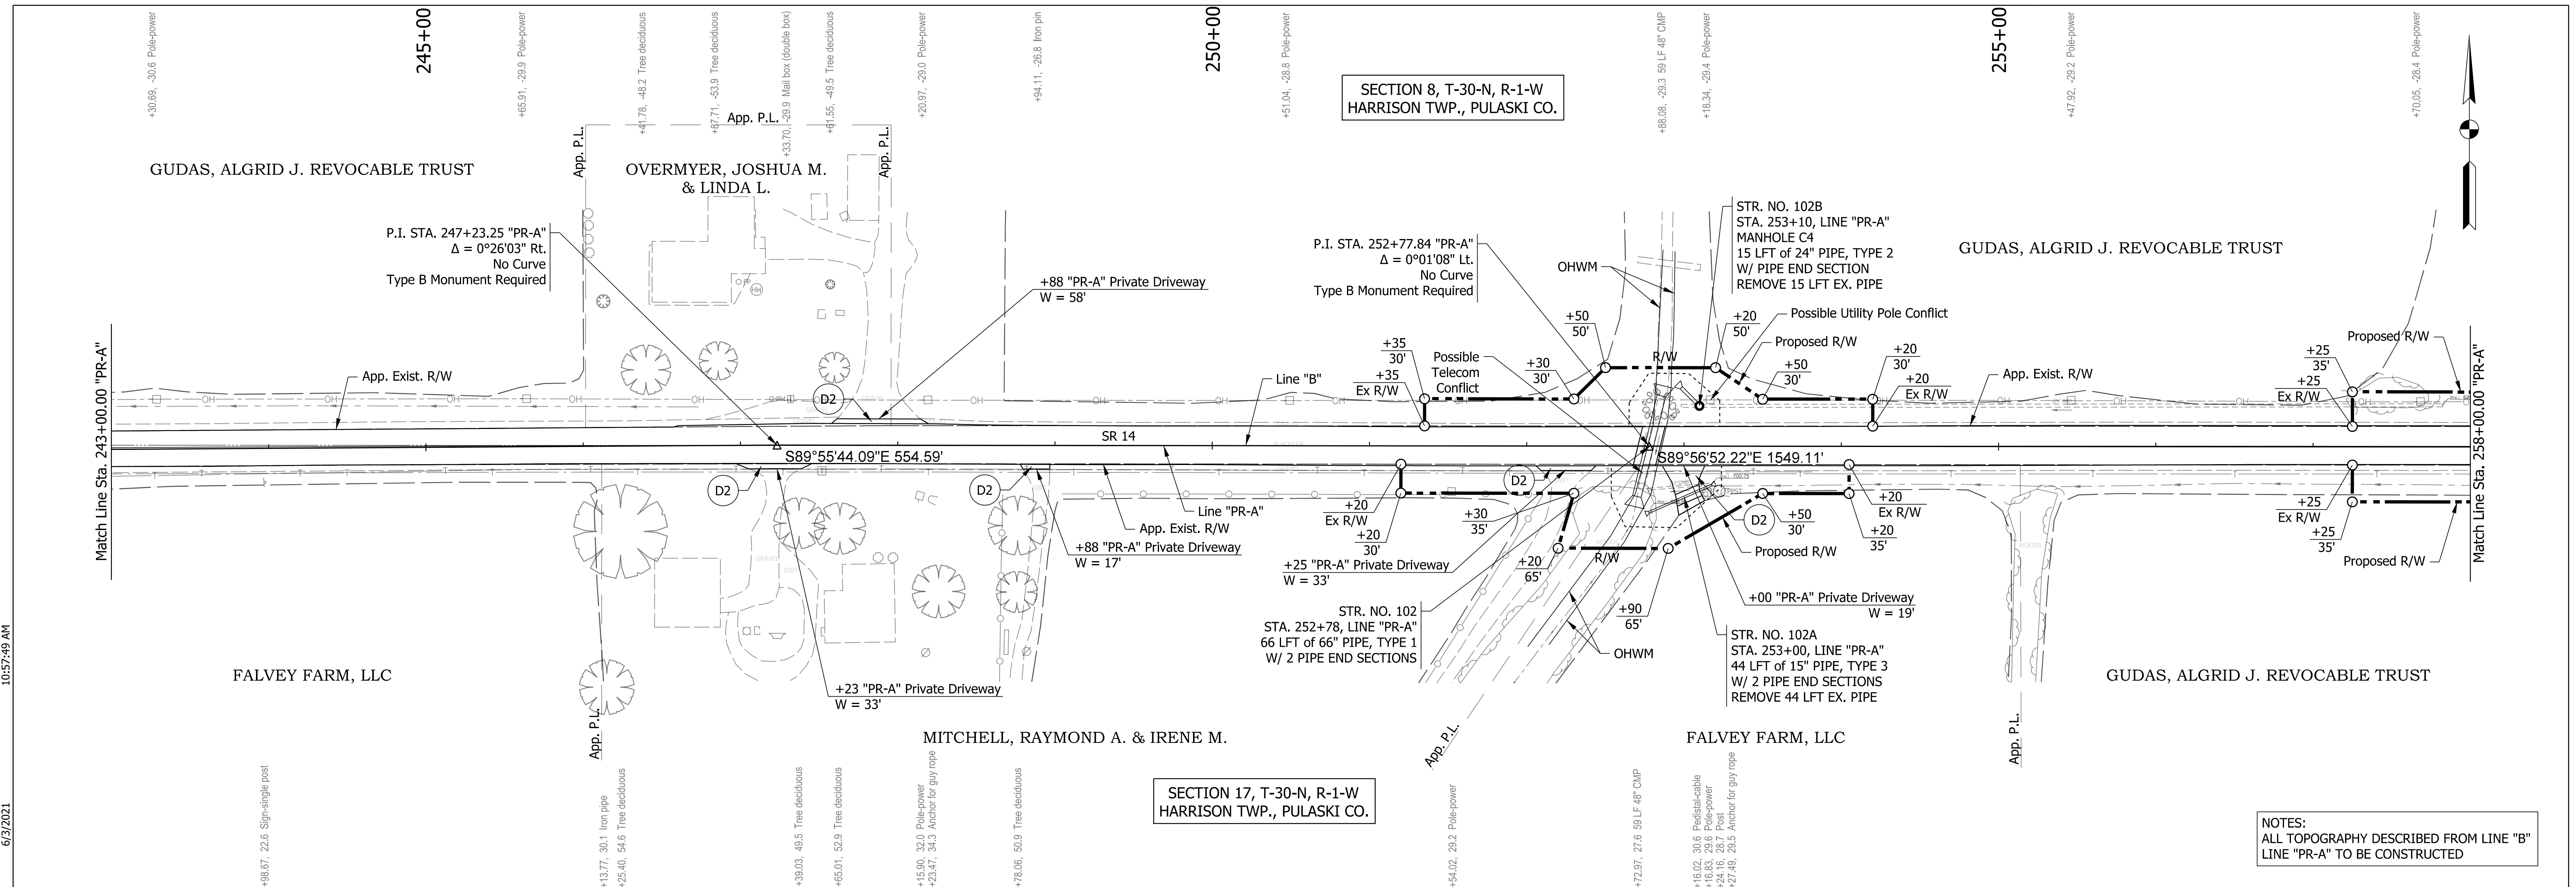 +30.69, -30.6 Pole-power
245+00
+65.91, -29.9 Pole-power
+41.78, -48.2 Tree deciduous
+87.71, -53.9 Tree deciduous
+33.70, -29.9 Mail box (double box)
+61.55, -49.5 Tree deciduous
+20.97, -29.0 Pole-power
+94.11, -26.8 Iron pin
250+00
+51.04, -28.8 Pole-power
+88.08, -29.3 59 LF 48" CMP
+18.34, -29.4 Pole-power
255+00
+47.92, -29.2 Pole-power
+70.05, -28.4 Pole-power
SECTION 8, T-30-N, R-1-W
HARRISON TWP., PULASKI CO.
App. P.L.
App. P.L.
App. P.L.
GUDAS, ALGRID J. REVOCABLE TRUST
OVERMYER, JOSHUA M.
& LINDA L.
GUDAS, ALGRID J. REVOCABLE TRUST
P.I. STA. 247+23.25 "PR-A"
Δ = 0°26'03" Rt.
No Curve
Type B Monument Required
+88 "PR-A" Private Driveway
W = 58'
P.I. STA. 252+77.84 "PR-A"
Δ = 0°01'08" Lt.
No Curve
Type B Monument Required
OHWM
STR. NO. 102B
STA. 253+10, LINE "PR-A"
MANHOLE C4
15 LFT of 24" PIPE, TYPE 2
W/ PIPE END SECTION
REMOVE 15 LFT EX. PIPE
Possible Utility Pole Conflict
Proposed R/W
+50
50'
+20
50'
R/W
+35
30'
+35
Ex R/W
Possible
Telecom
Conflict
+30
30'
+50
30'
+20
30'
+20
Ex R/W
App. Exist. R/W
+25
35'
+25
Ex R/W
Proposed R/W
Match Line Sta. 243+00.00 "PR-A"
App. Exist. R/W
D2
Line "B"
SR 14
S89°55'44.09"E 554.59'
S89°56'52.22"E 1549.11'
Match Line Sta. 258+00.00 "PR-A"
D2
D2
D2
D2
Line "PR-A"
App. Exist. R/W
+88 "PR-A" Private Driveway
W = 17'
+20
Ex R/W
+20
30'
+30
35'
+20
65'
R/W
+90
65'
+50
30'
Proposed R/W
+20
Ex R/W
+20
35'
+25
Ex R/W
+25
35'
Proposed R/W
+25 "PR-A" Private Driveway
W = 33'
STR. NO. 102
STA. 252+78, LINE "PR-A"
66 LFT of 66" PIPE, TYPE 1
W/ 2 PIPE END SECTIONS
OHWM
+00 "PR-A" Private Driveway
W = 19'
STR. NO. 102A
STA. 253+00, LINE "PR-A"
44 LFT of 15" PIPE, TYPE 3
W/ 2 PIPE END SECTIONS
REMOVE 44 LFT EX. PIPE
GRAVEL
DIRT
WOODS
+23 "PR-A" Private Driveway
W = 33'
FALVEY FARM, LLC
MITCHELL, RAYMOND A. & IRENE M.
FALVEY FARM, LLC
GUDAS, ALGRID J. REVOCABLE TRUST
App. P.L.
App. P.L.
App. P.L.
SECTION 17, T-30-N, R-1-W
HARRISON TWP., PULASKI CO.
+98.67, 22.6 Sign-single post
+13.77, 30.1 Iron pipe
+25.40, 54.6 Tree deciduous
+39.03, 49.5 Tree deciduous
+65.01, 52.9 Tree deciduous
+15.90, 32.0 Pole-power
+23.47, 34.3 Anchor for guy rope
+78.06, 50.9 Tree deciduous
+54.02, 29.2 Pole-power
+72.97, 27.6 59 LF 48" CMP
+16.02, 30.6 Pedistal-cable
+16.83, 29.6 Pole-power
+24.16, 28.7 Post
+27.49, 29.5 Anchor for guy rope
NOTES:
ALL TOPOGRAPHY DESCRIBED FROM LINE "B"
LINE "PR-A" TO BE CONSTRUCTED
10:57:49 AM
6/3/2021